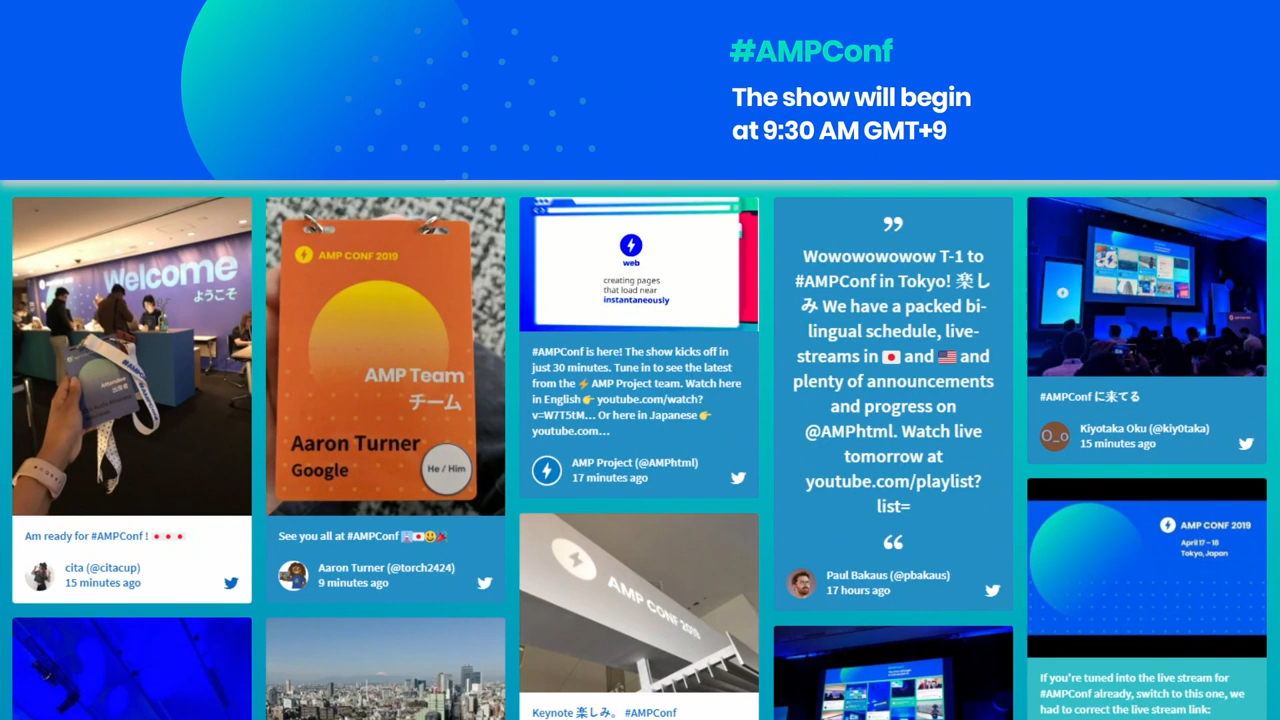 #AMPConf
The show will begin
at 9:30 AM GMT+9
Welcome
ようこそ
Attendee
出席者
Am ready for #AMPConf ! 🇯🇵 🇯🇵 🇯🇵
cita (@citacup)
15 minutes ago
AMP CONF 2019
AMP Team
チーム
Aaron Turner
Google
He / Him
See you all at #AMPConf 🗼🇯🇵😃🎉
Aaron Turner (@torch2424)
9 minutes ago
web
creating pages
that load near
instantaneously
#AMPConf is here! The show kicks off in
just 30 minutes. Tune in to see the latest
from the ⚡ AMP Project team. Watch here
in English 👉 youtube.com/watch?
v=W7T5tM... Or here in Japanese 👉
youtube.com...
AMP Project (@AMPhtml)
17 minutes ago
AMP CONF 2019
Keynote 楽しみ。 #AMPConf
”
Wowowowowow T-1 to
#AMPConf in Tokyo! 楽し
み We have a packed bi-
lingual schedule, live-
streams in 🇯🇵 and 🇺🇸 and
plenty of announcements
and progress on
@AMPhtml. Watch live
tomorrow at
youtube.com/playlist?
list=
“
Paul Bakaus (@pbakaus)
17 hours ago
#AMPConf に来てる
O_o
Kiyotaka Oku (@kiy0taka)
15 minutes ago
AMP CONF 2019
April 17 – 18
Tokyo, Japan
If you're tuned into the live stream for
#AMPConf already, switch to this one, we
had to correct the live stream link: